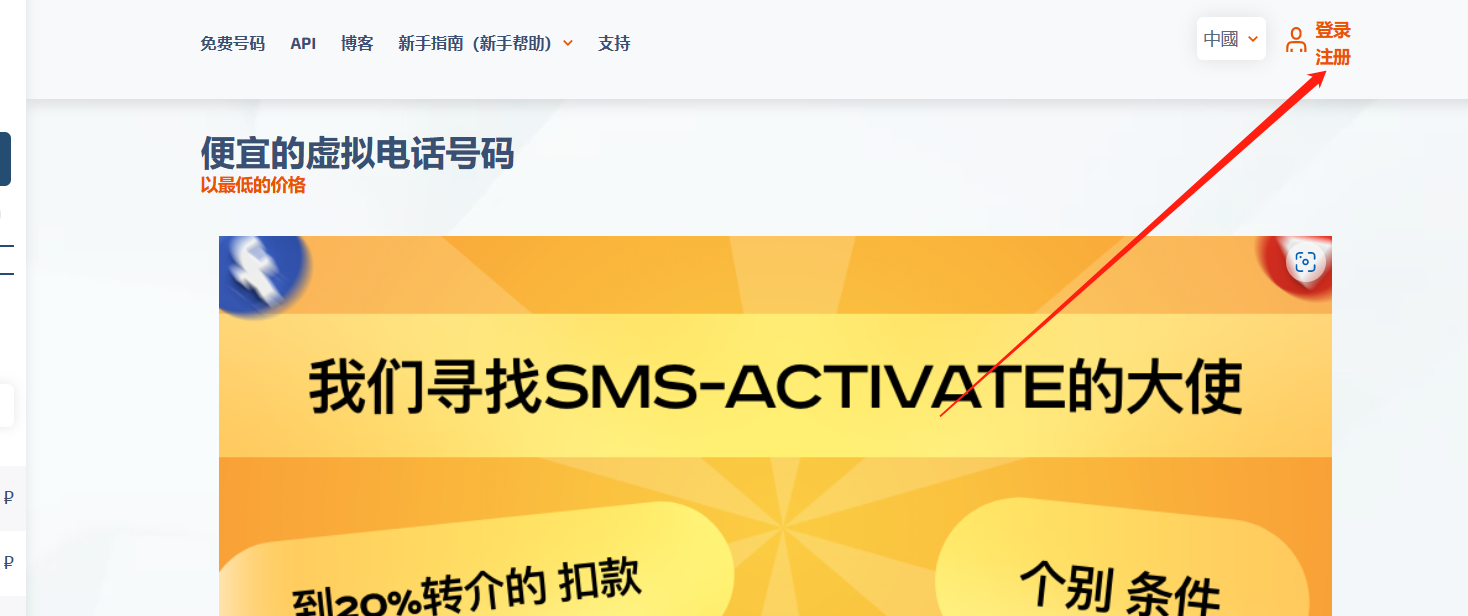 免费号码 API 博客 新手指南（新手帮助） 支持
中國
登录
注册
便宜的虚拟电话号码
以最低的价格
我们寻找SMS-ACTIVATE的大使
到20%转介的 扣款
个别 条件
₽
₽